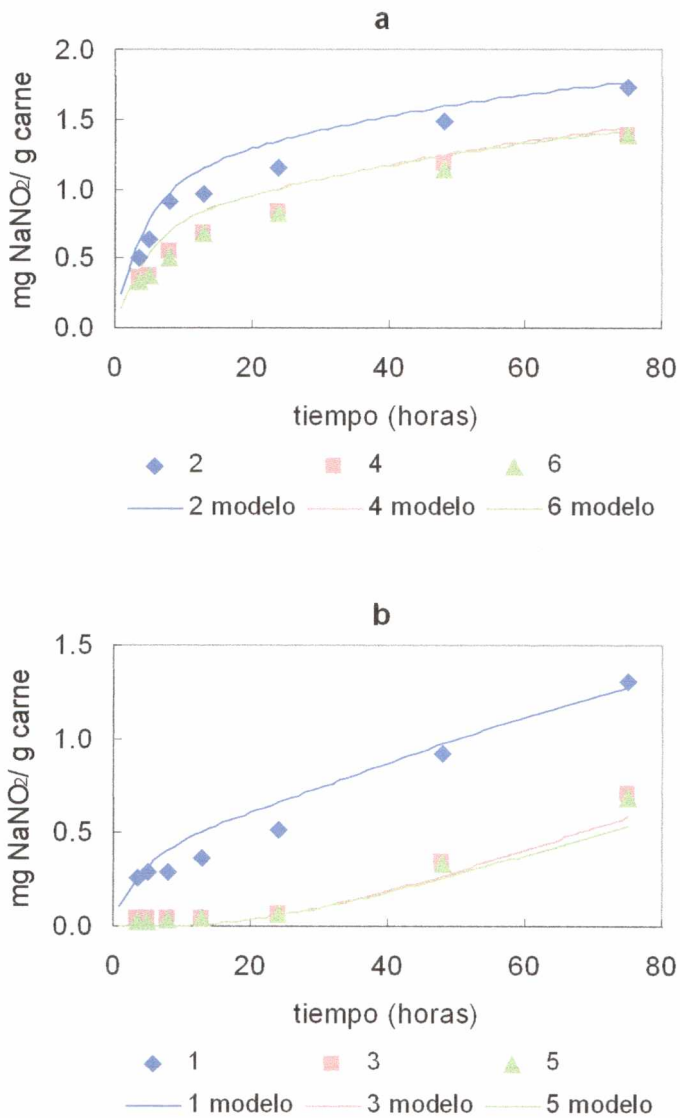 a
mg NaNO2/ g carne
2.0
1.5
1.0
0.5
0.0
0 20 40 60 80
tiempo (horas)
2 4 6
2 modelo 4 modelo 6 modelo
b
mg NaNO2/ g carne
1.5
1.0
0.5
0.0
0 20 40 60 80
tiempo (horas)
1 3 5
1 modelo 3 modelo 5 modelo